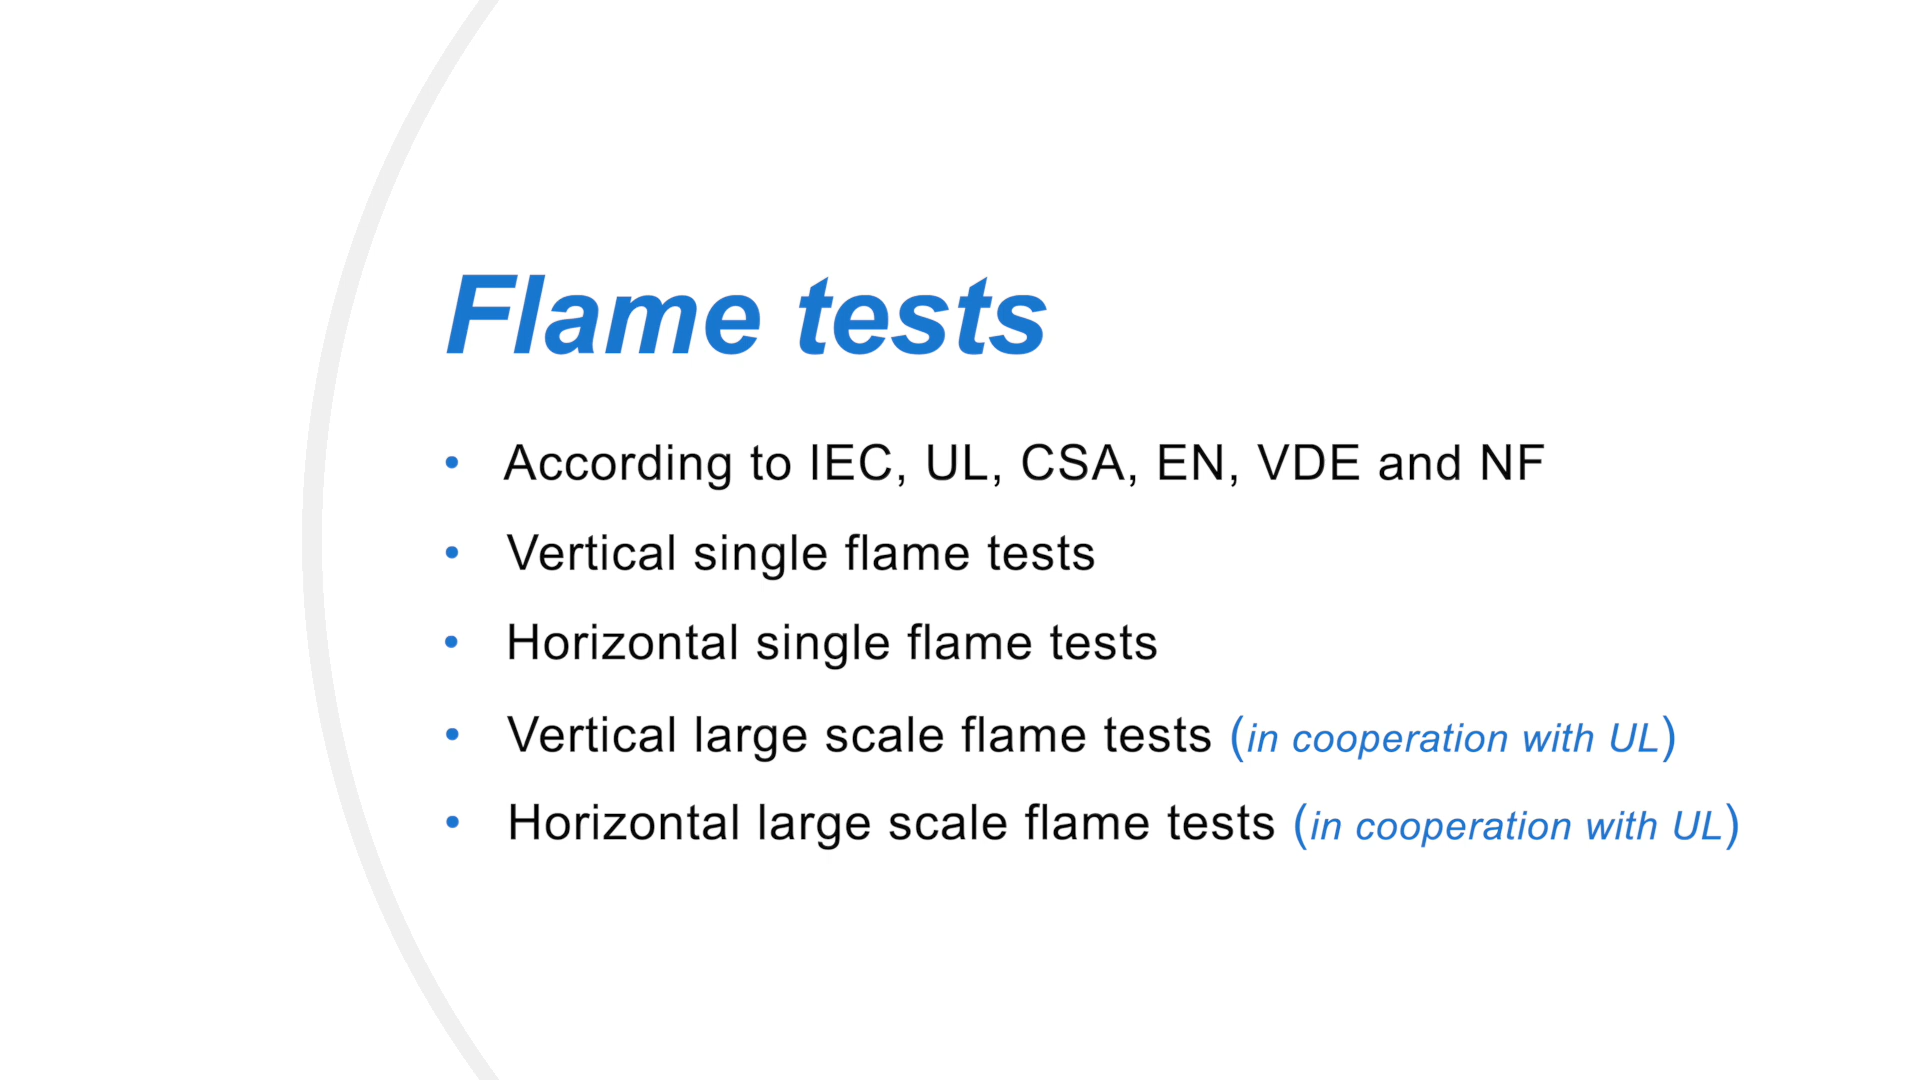 Flame tests
• According to IEC, UL, CSA, EN, VDE and NF
• Vertical single flame tests
• Horizontal single flame tests
• Vertical large scale flame tests (in cooperation with UL)
• Horizontal large scale flame tests (in cooperation with UL)